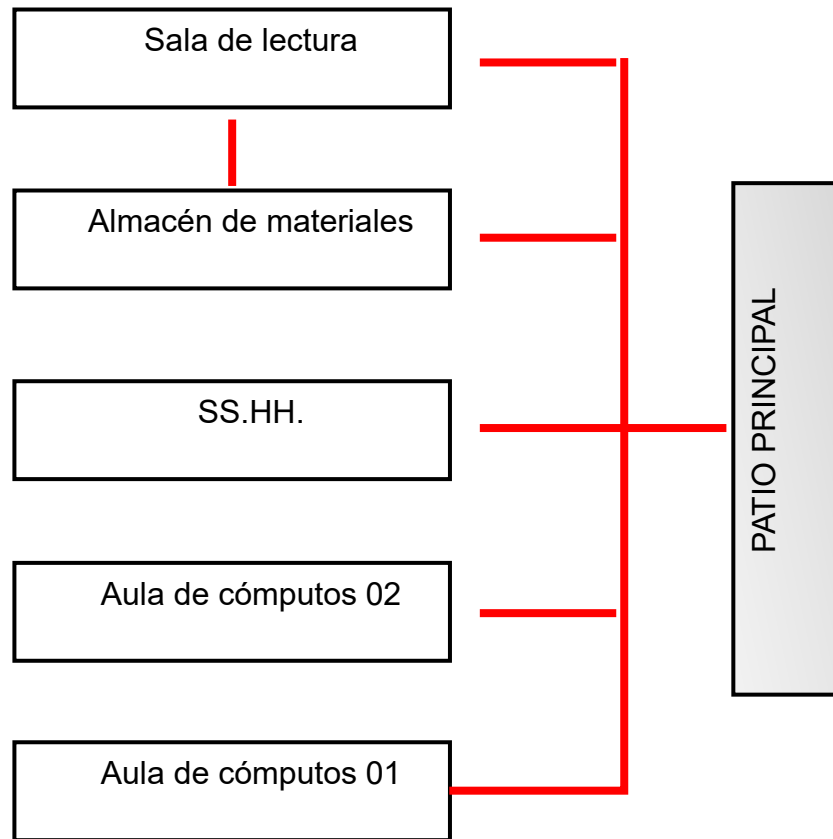 Sala de lectura
Almacén de materiales
SS.HH.
Aula de cómputos 02
Aula de cómputos 01
PATIO PRINCIPAL